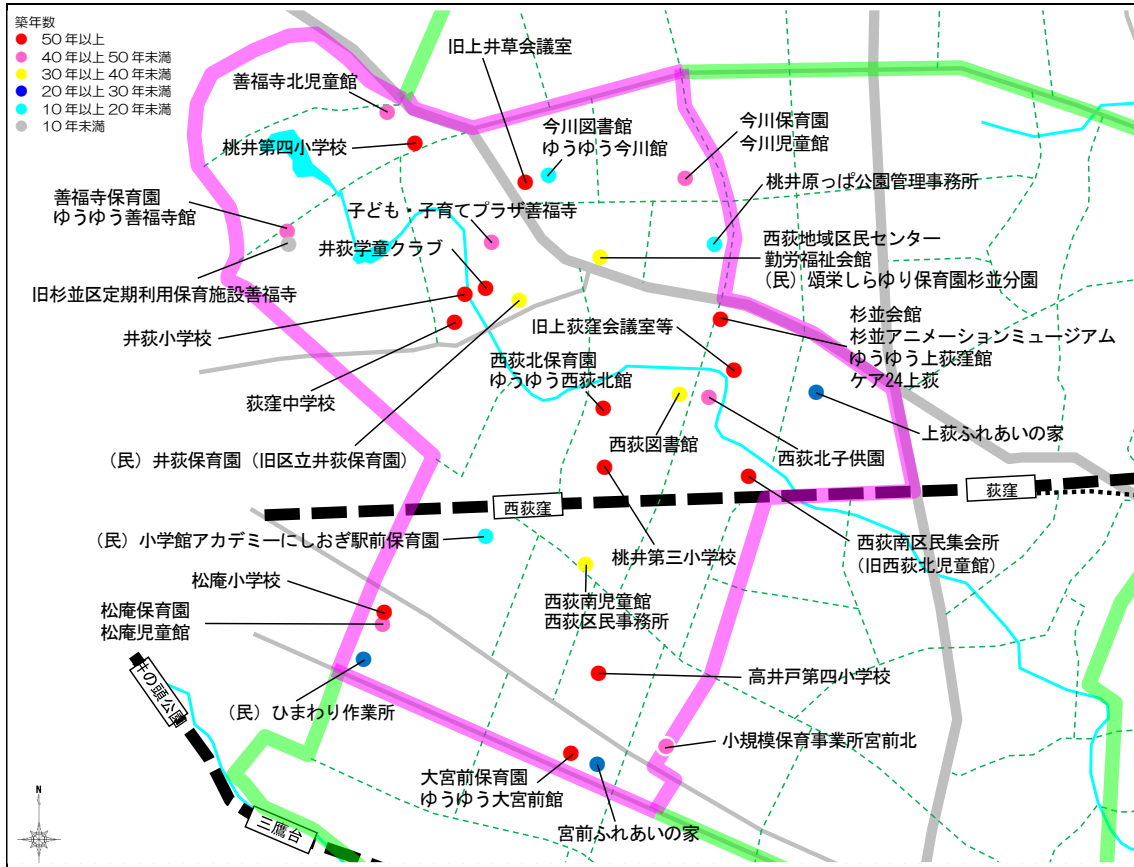 築年数
50年以上
40年以上50年未満
30年以上40年未満
20年以上30年未満
10年以上20年未満
10年未満
旧上井草会議室
善福寺北児童館
桃井第四小学校
今川図書館
ゆうゆう今川館
今川保育園
今川児童館
桃井原っぱ公園管理事務所
善福寺保育園
ゆうゆう善福寺館
子ども・子育てプラザ善福寺
井荻学童クラブ
西荻地域区民センター
勤労福祉会館
(民)頌栄しらゆり保育園杉並分園
旧杉並区定期利用保育施設善福寺
井荻小学校
旧上荻窪会議室等
杉並会館
杉並アニメーションミュージアム
ゆうゆう上荻窪館
ケア24上荻
西荻北保育園
ゆうゆう西荻北館
荻窪中学校
西荻図書館
上荻ふれあいの家
(民)井荻保育園(旧区立井荻保育園)
西荻北子供園
荻窪
西荻窪
(民)小学館アカデミーにしおぎ駅前保育園
桃井第三小学校
西荻南区民集会所
(旧西荻北児童館)
松庵小学校
西荻南児童館
西荻区民事務所
松庵保育園
松庵児童館
高井戸第四小学校
井の頭公園
(民)ひまわり作業所
小規模保育事業所宮前北
大宮前保育園
ゆうゆう大宮前館
宮前ふれあいの家
三鷹台
N